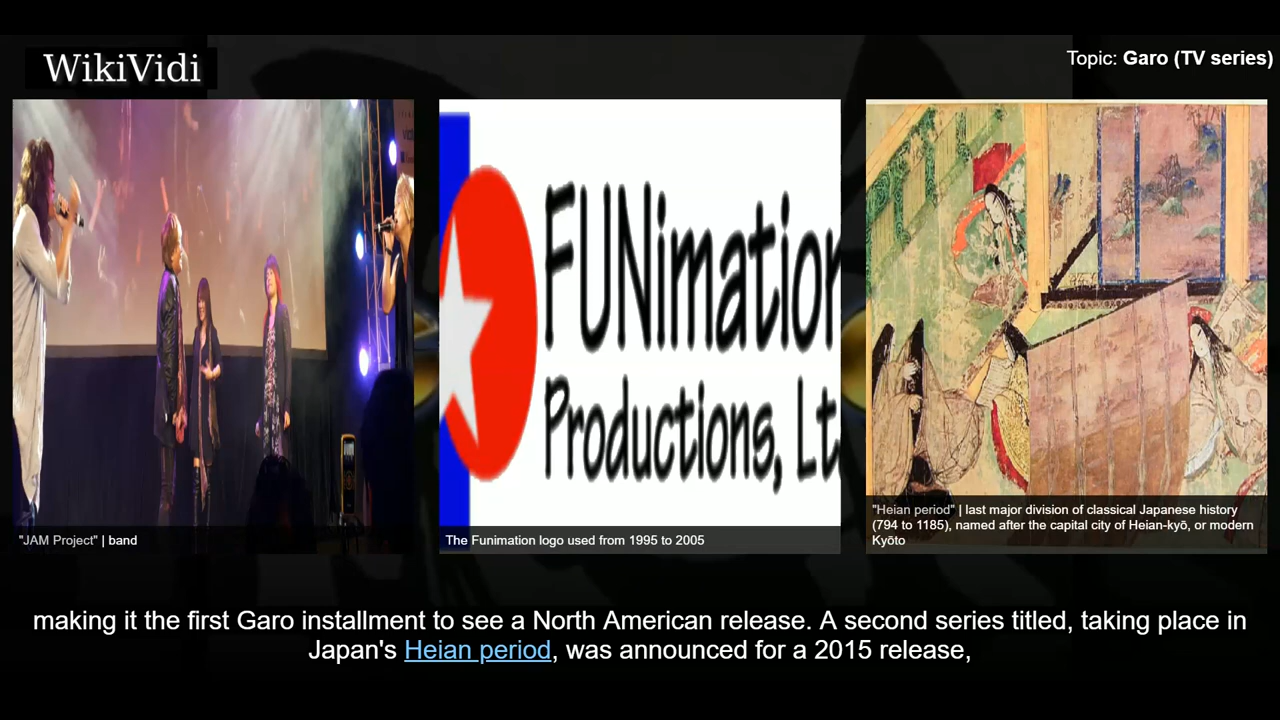 WikiVidi
Topic: Garo (TV series)
FUNimation
Productions, Lt
"JAM Project" | band
The Funimation logo used from 1995 to 2005
"Heian period" | last major division of classical Japanese history
(794 to 1185), named after the capital city of Heian-kyō, or modern
Kyōto
making it the first Garo installment to see a North American release. A second series titled, taking place in
Japan's Heian period, was announced for a 2015 release,